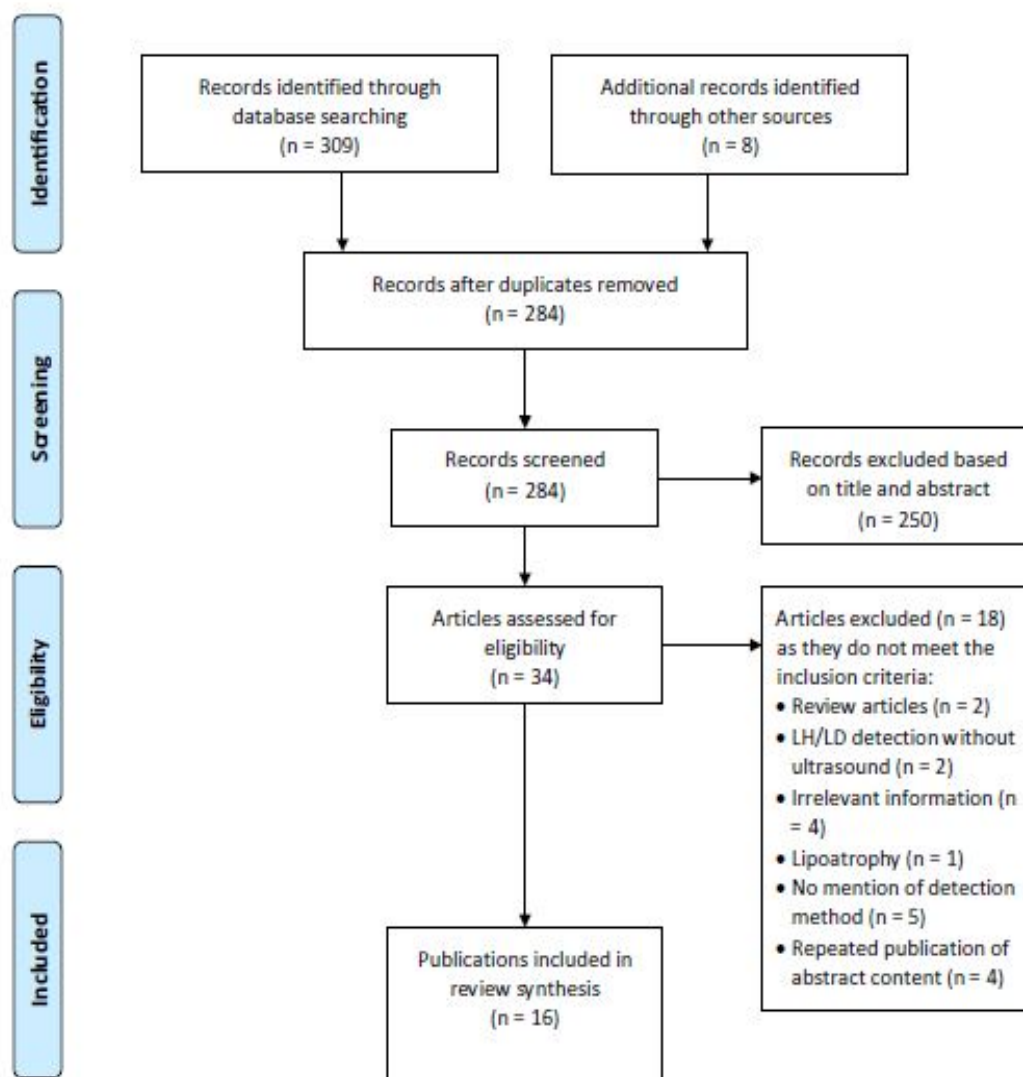 Identification
Records identified through
database searching
(n = 309)
Additional records identified
through other sources
(n = 8)
Records after duplicates removed
(n = 284)
Screening
Records screened
(n = 284)
Records excluded based
on title and abstract
(n = 250)
Eligibility
Articles assessed for
eligibility
(n = 34)
Articles excluded (n = 18)
as they do not meet the
inclusion criteria:
• Review articles (n = 2)
• LH/LD detection without
ultrasound (n = 2)
• Irrelevant information (n
= 4)
• Lipoatrophy (n = 1)
• No mention of detection
method (n = 5)
• Repeated publication of
abstract content (n = 4)
Included
Publications included in
review synthesis
(n = 16)